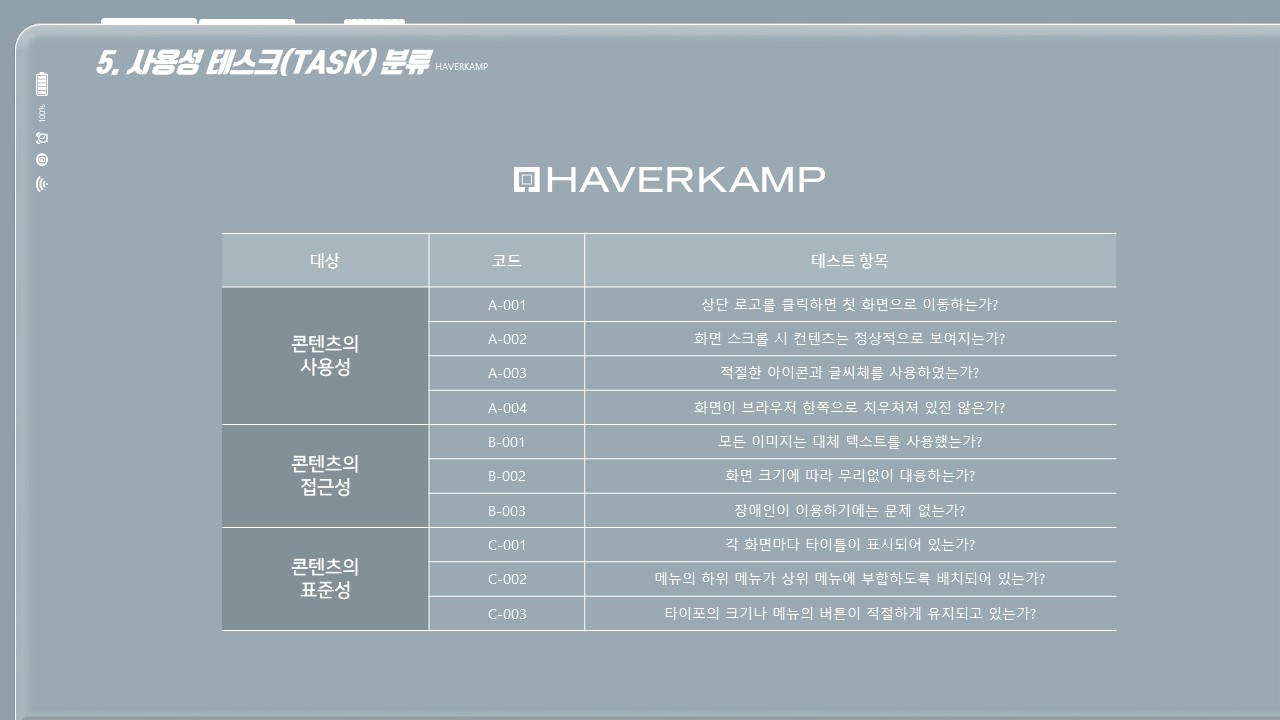 5. 사용성 테스크(TASK) 분류 HAVERKAMP
100%
HAVERKAMP
대상 코드 테스트 항목
콘텐츠의
사용성
A-001 상단 로고를 클릭하면 첫 화면으로 이동하는가?
A-002 화면 스크롤 시 컨텐츠는 정상적으로 보여지는가?
A-003 적절한 아이콘과 글씨체를 사용하였는가?
A-004 화면이 브라우저 한쪽으로 치우쳐져 있진 않은가?
콘텐츠의
접근성
B-001 모든 이미지는 대체 텍스트를 사용했는가?
B-002 화면 크기에 따라 무리없이 대응하는가?
B-003 장애인이 이용하기에는 문제 없는가?
콘텐츠의
표준성
C-001 각 화면마다 타이틀이 표시되어 있는가?
C-002 메뉴의 하위 메뉴가 상위 메뉴에 부합하도록 배치되어 있는가?
C-003 타이포의 크기나 메뉴의 버튼이 적절하게 유지되고 있는가?